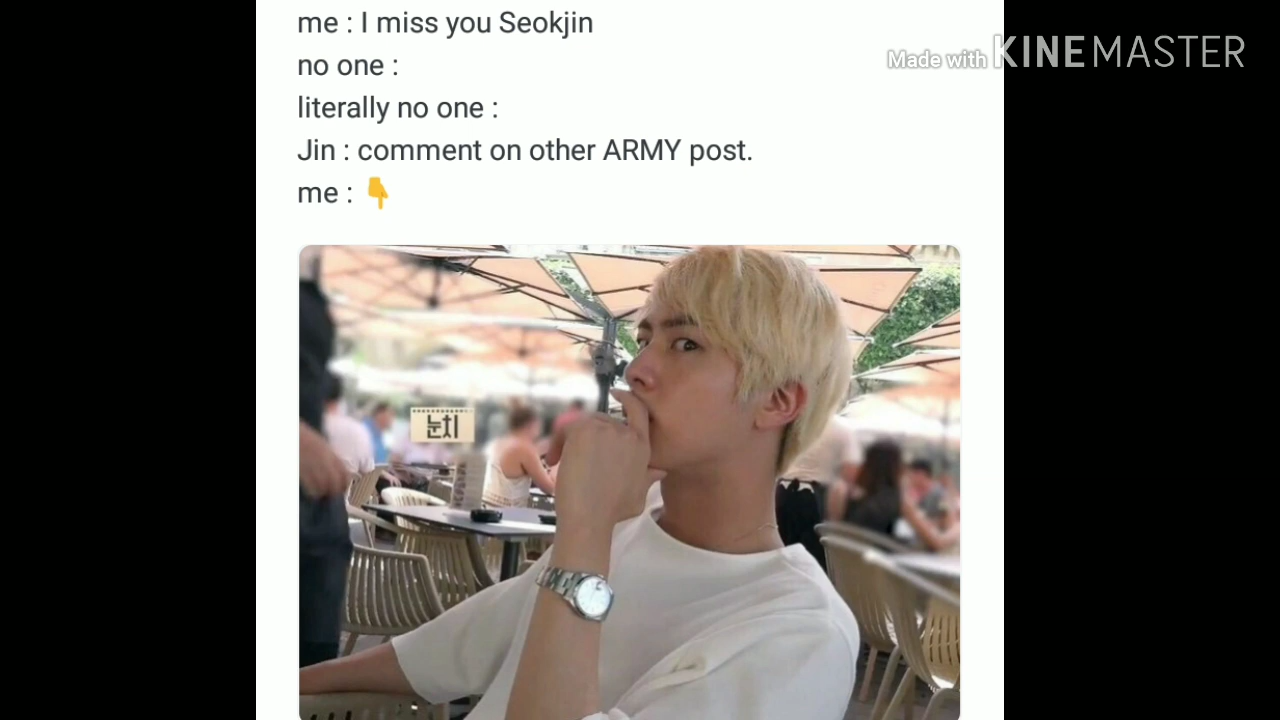 me : I miss you Seokjin
no one :
literally no one :
Jin : comment on other ARMY post.
me : 👇
Made with KINEMASTER
눈치